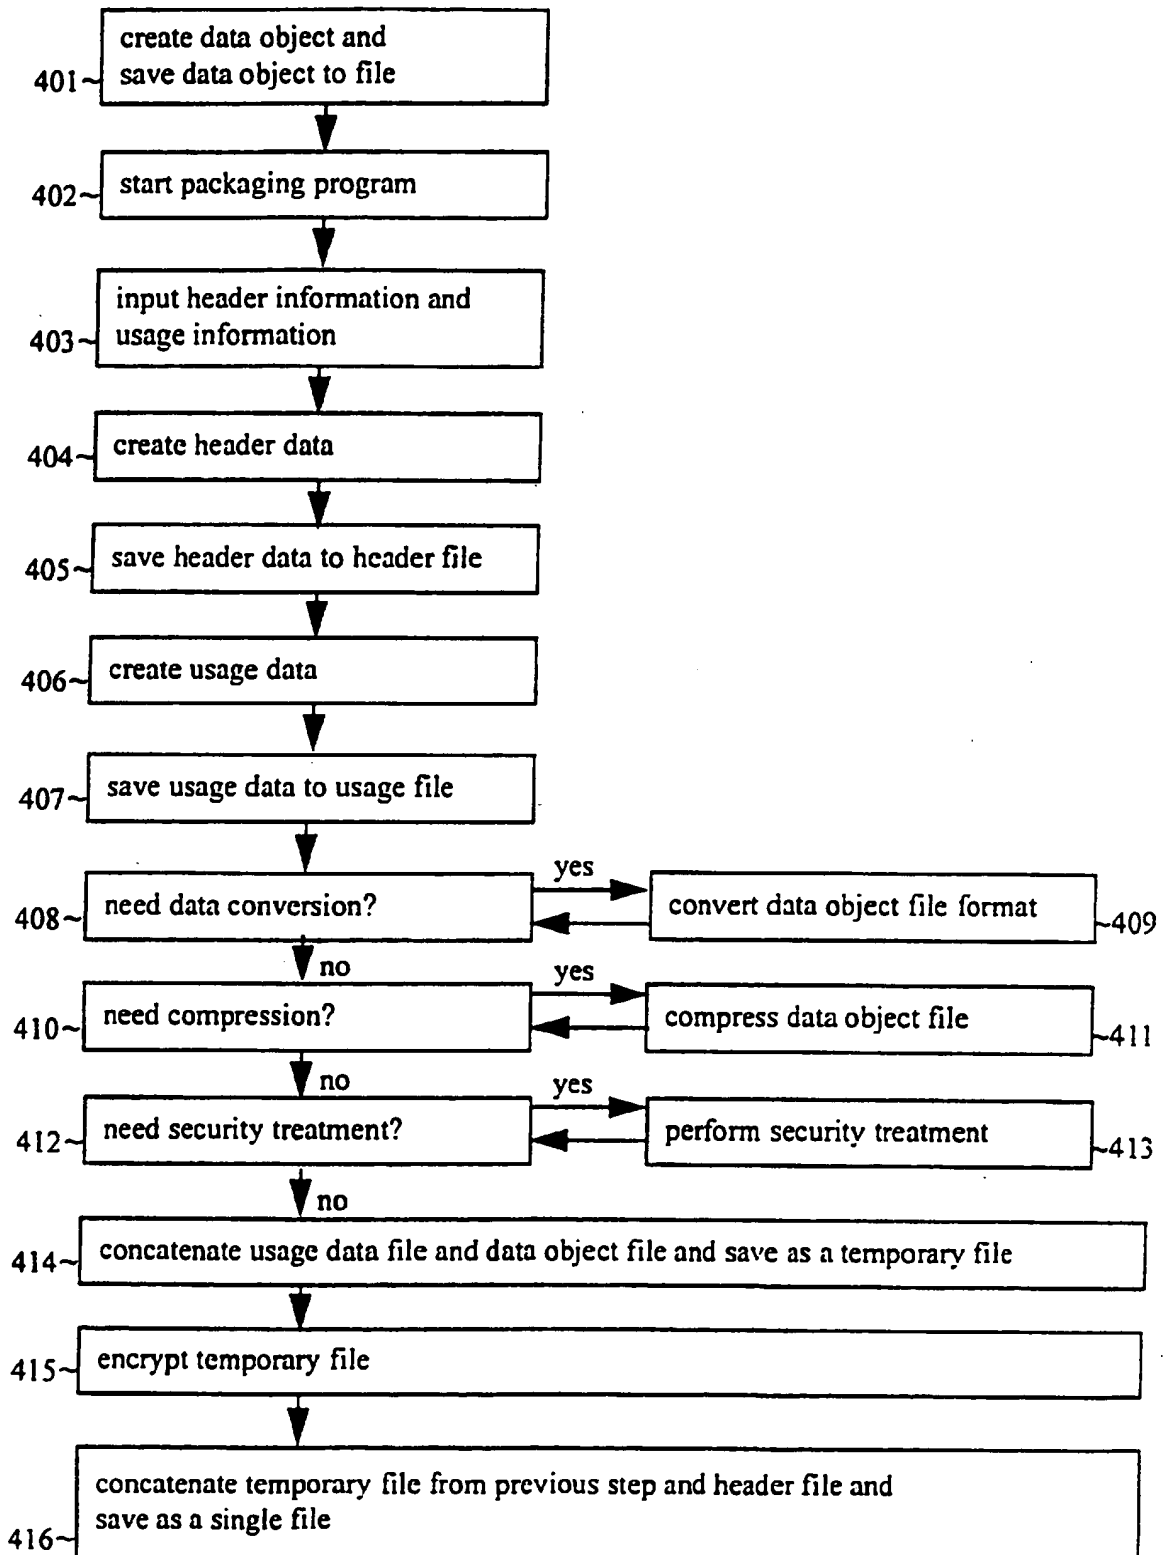 create data object and
save data object to file
401~
start packaging program
402~
input header information and
usage information
403~
create header data
404~
save header data to header file
405~
create usage data
406~
save usage data to usage file
407~
yes
need data conversion?
convert data object file format
408~
~409
no
yes
need compression?
compress data object file
410~
~411
no
yes
need security treatment?
perform security treatment
412~
~413
no
concatenate usage data file and data object file and save as a temporary file
414~
encrypt temporary file
415~
concatenate temporary file from previous step and header file and
save as a single file
416~